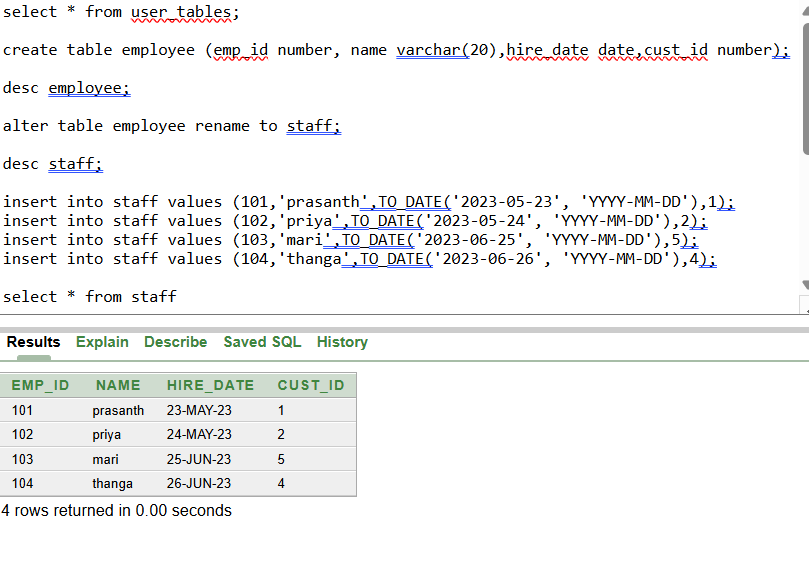 select * from user_tables;
create table employee (emp_id number, name varchar(20),hire_date date,cust_id number);
desc employee;
alter table employee rename to staff;
desc staff;
insert into staff values (101,'prasanth',TO_DATE('2023-05-23', 'YYYY-MM-DD'),1);
insert into staff values (102,'priya',TO_DATE('2023-05-24', 'YYYY-MM-DD'),2);
insert into staff values (103,'mari',TO_DATE('2023-06-25', 'YYYY-MM-DD'),5);
insert into staff values (104,'thanga',TO_DATE('2023-06-26', 'YYYY-MM-DD'),4);
select * from staff
Results Explain Describe Saved SQL History
EMP_ID NAME HIRE_DATE CUST_ID
101 prasanth 23-MAY-23 1
102 priya 24-MAY-23 2
103 mari 25-JUN-23 5
104 thanga 26-JUN-23 4
4 rows returned in 0.00 seconds